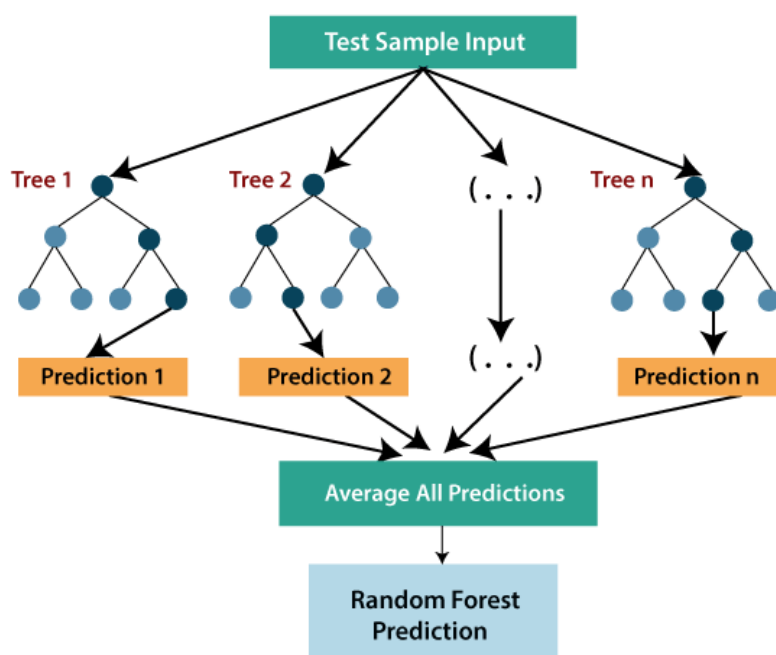 Test Sample Input
Tree 1
Tree 2
(...)
Tree n
(...)
Prediction 1
Prediction 2
Prediction n
Average All Predictions
Random Forest
Prediction